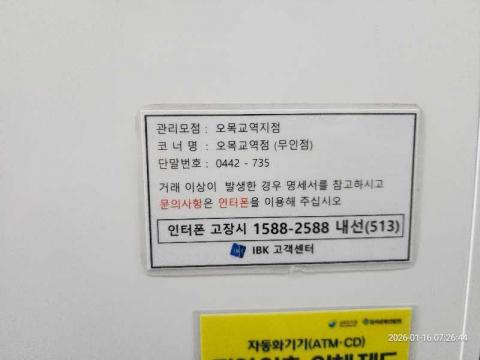 관리모점 : 오목교역지점
코 너 명 : 오목교역점 (무인점)
단말번호 : 0442 - 735
거래 이상이 발생한 경우 명세서를 참고하시고
문의사항은 인터폰을 이용해 주십시오
인터폰 고장시 1588-2588 내선(513)
IBK 고객센터
자동화기기(ATM·CD)
2026-01-16 07:26:44